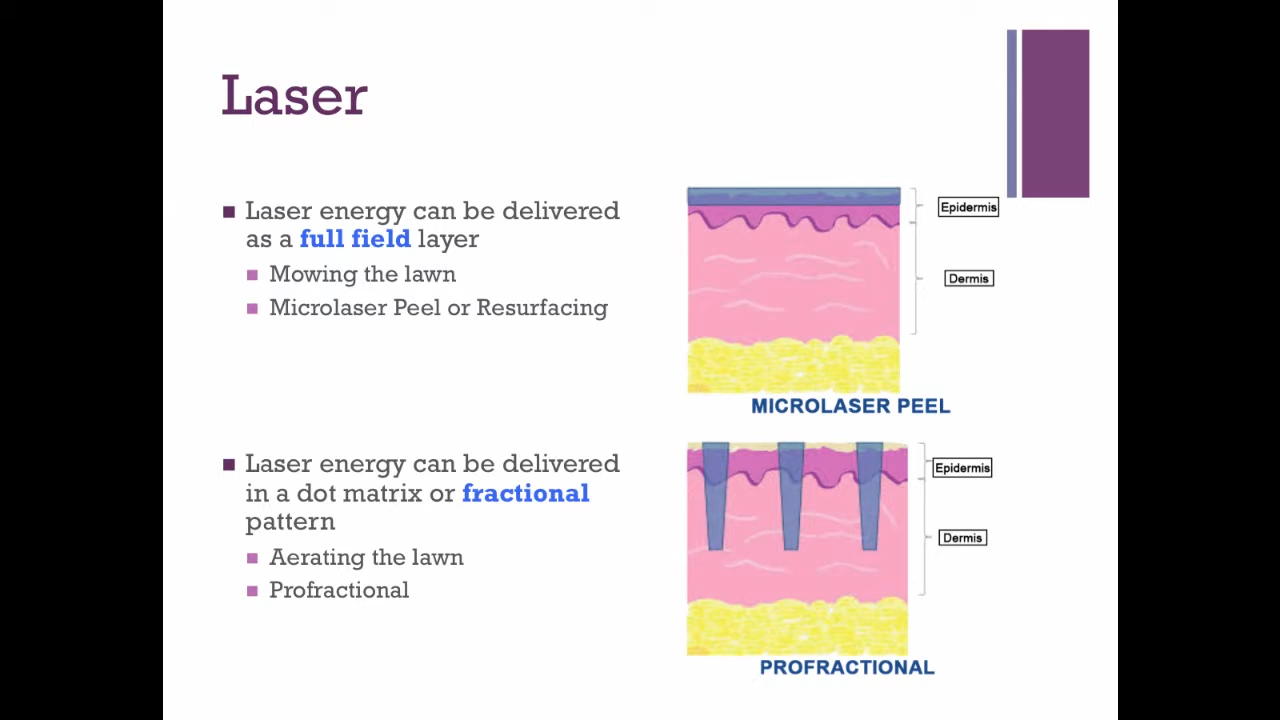 Laser
Laser energy can be delivered
as a full field layer
Mowing the lawn
Microlaser Peel or Resurfacing
Epidermis
Dermis
MICROLASER PEEL
Laser energy can be delivered
in a dot matrix or fractional
pattern
Aerating the lawn
Profractional
Epidermis
Dermis
PROFRACTIONAL